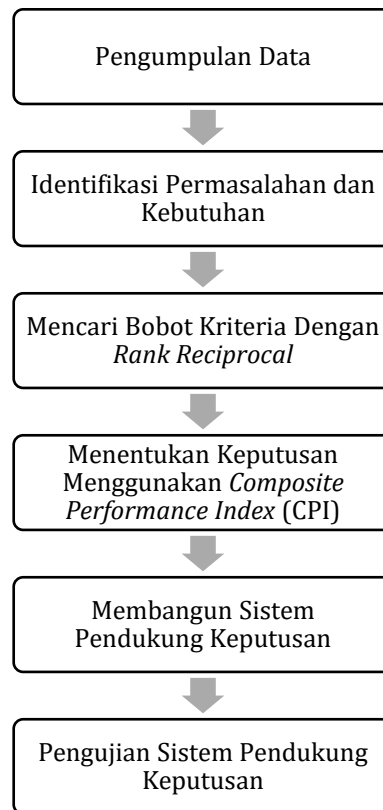 Pengumpulan Data
Identifikasi Permasalahan dan
Kebutuhan
Mencari Bobot Kriteria Dengan
Rank Reciprocal
Menentukan Keputusan
Menggunakan Composite
Performance Index (CPI)
Membangun Sistem
Pendukung Keputusan
Pengujian Sistem Pendukung
Keputusan